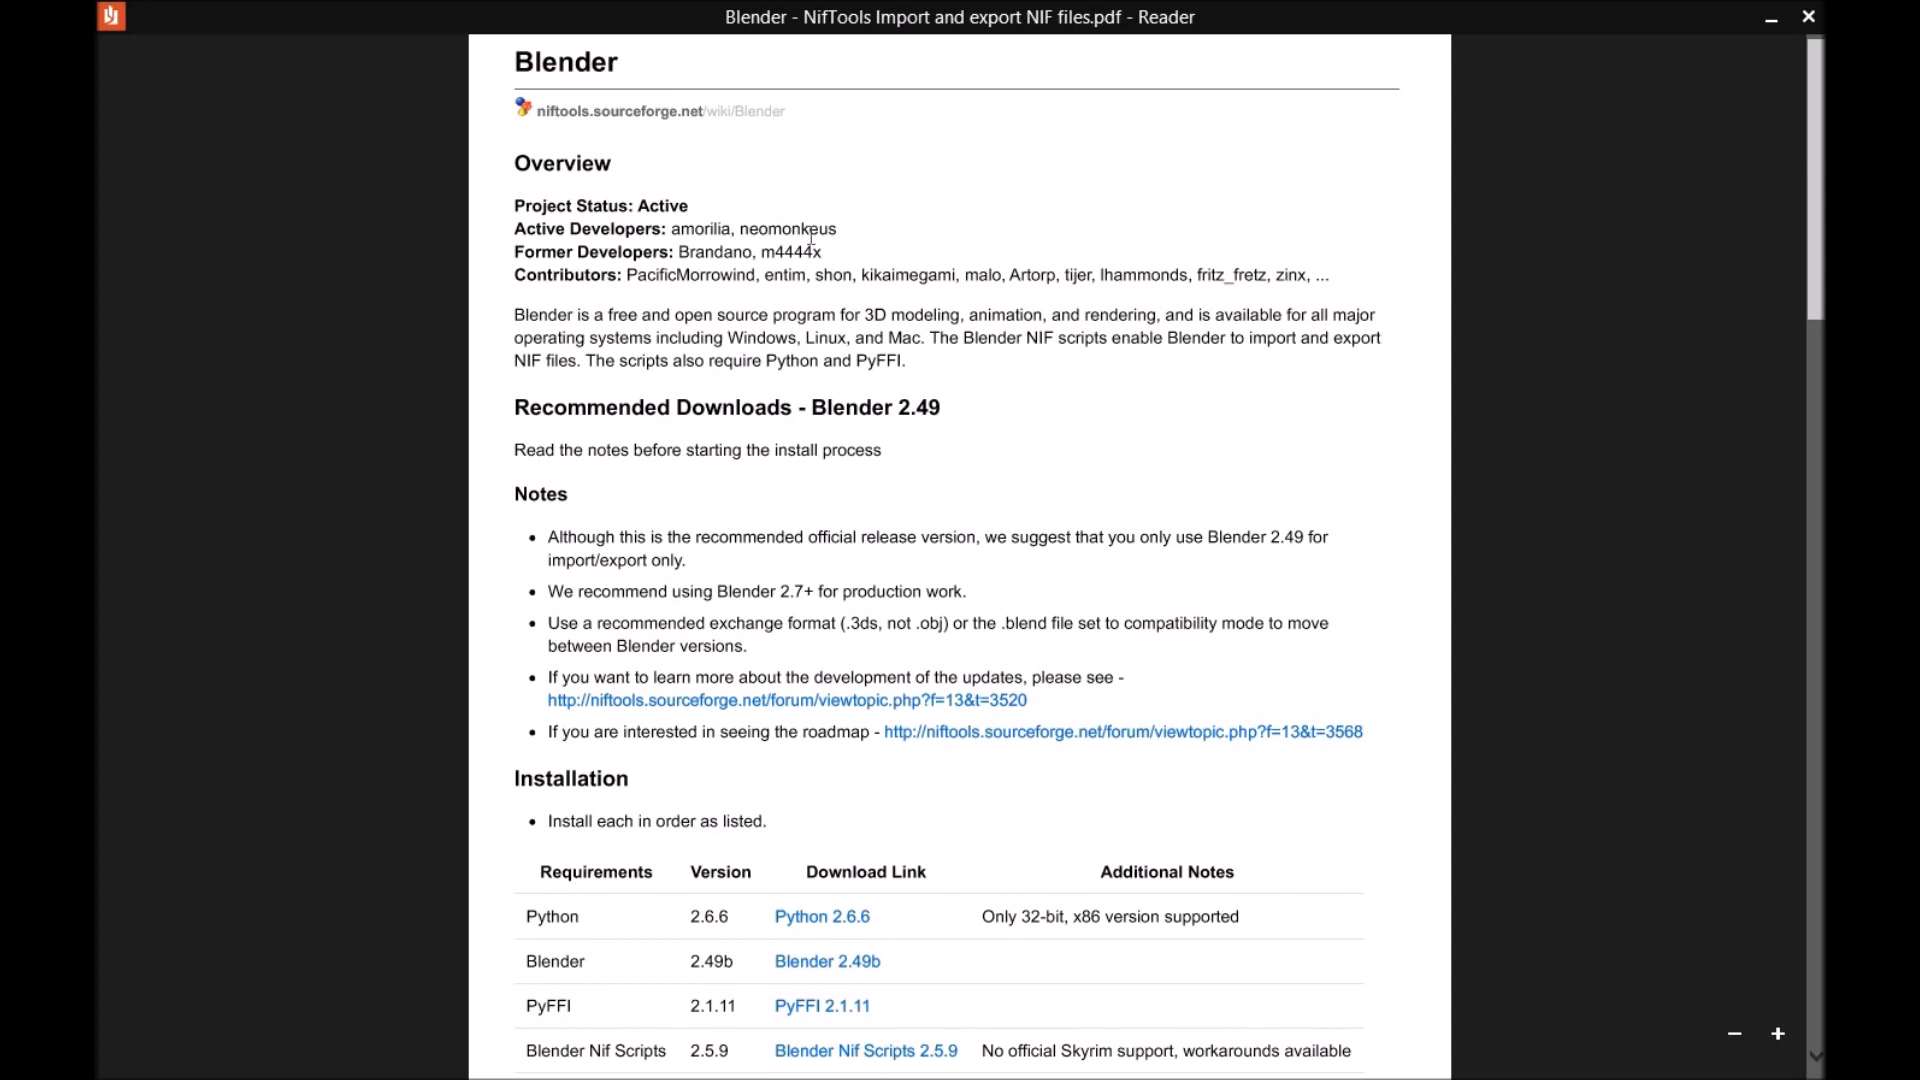 Blender - NifTools Import and export NIF files.pdf - Reader
Blender
niftools.sourceforge.net/wiki/Blender
Overview
Project Status: Active
Active Developers: amorilia, neomonkeus
Former Developers: Brandano, m4444x
Contributors: PacificMorrowind, entim, shon, kikaimegami, malo, Artorp, tijer, lhammonds, fritz_fretz, zinx, ...
Blender is a free and open source program for 3D modeling, animation, and rendering, and is available for all major
operating systems including Windows, Linux, and Mac. The Blender NIF scripts enable Blender to import and export
NIF files. The scripts also require Python and PyFFI.
Recommended Downloads - Blender 2.49
Read the notes before starting the install process
Notes
• Although this is the recommended official release version, we suggest that you only use Blender 2.49 for
import/export only.
• We recommend using Blender 2.7+ for production work.
• Use a recommended exchange format (.3ds, not .obj) or the .blend file set to compatibility mode to move
between Blender versions.
• If you want to learn more about the development of the updates, please see -
http://niftools.sourceforge.net/forum/viewtopic.php?f=13&t=3520
• If you are interested in seeing the roadmap - http://niftools.sourceforge.net/forum/viewtopic.php?f=13&t=3568
Installation
• Install each in order as listed.
Requirements Version Download Link Additional Notes
Python 2.6.6 Python 2.6.6 Only 32-bit, x86 version supported
Blender 2.49b Blender 2.49b
PyFFI 2.1.11 PyFFI 2.1.11
Blender Nif Scripts 2.5.9 Blender Nif Scripts 2.5.9 No official Skyrim support, workarounds available